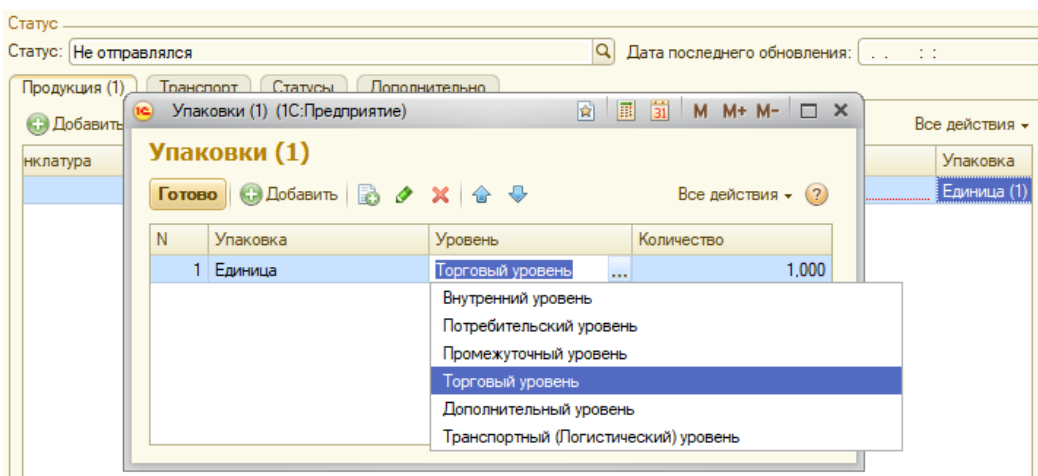 Статус
Статус: Не отправлялся Дата последнего обновления: . . : :
Продукция (1) Транспорт Статусы Дополнительно
Упаковки (1) (1С:Предприятие) 31 M M+ M-
Добавить Все действия
Упаковки (1)
нклатура Упаковка
Готово Добавить Все действия ?
Единица (1)
N Упаковка Уровень Количество
1 Единица Торговый уровень ... 1,000
Внутренний уровень
Потребительский уровень
Промежуточный уровень
Торговый уровень
Дополнительный уровень
Транспортный (Логистический) уровень